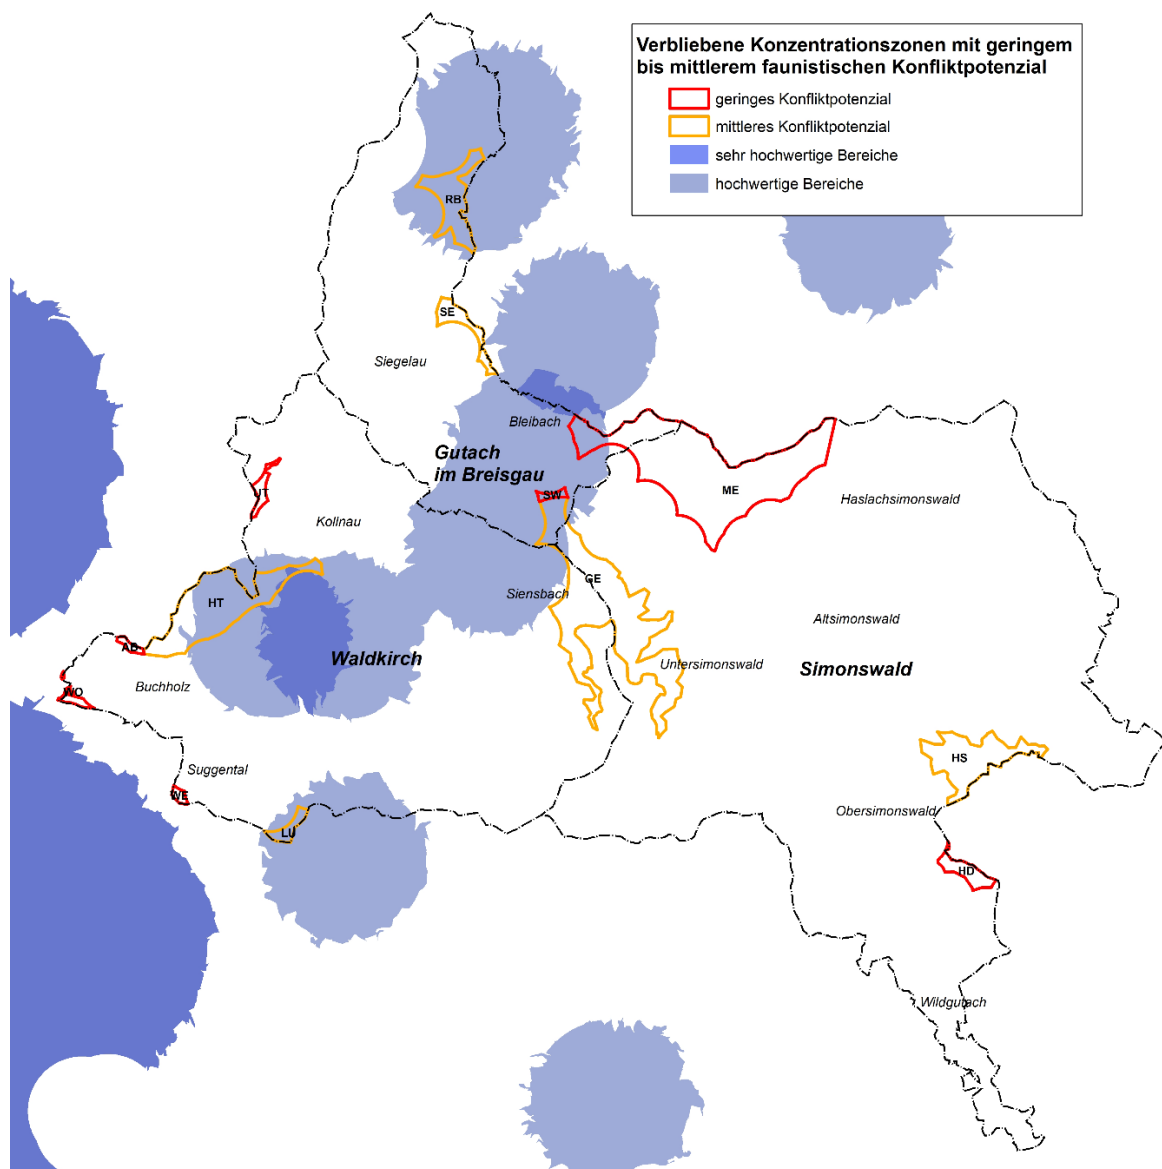 Verbliebene Konzentrationszonen mit geringem
bis mittlerem faunistischen Konfliktpotenzial
geringes Konfliktpotenzial
mittleres Konfliktpotenzial
sehr hochwertige Bereiche
hochwertige Bereiche
RB
SE
Siegelau
Bleibach
Gutach
im Breisgau
UT
SW
ME
Haslachsimonswald
Kollnau
HT
Siensbach
GE
Altsimonswald
AB
Waldkirch
Untersimonswald
Simonswald
Buchholz
WO
Suggental
HS
WE
Obersimonswald
LU
HD
Wildgutach